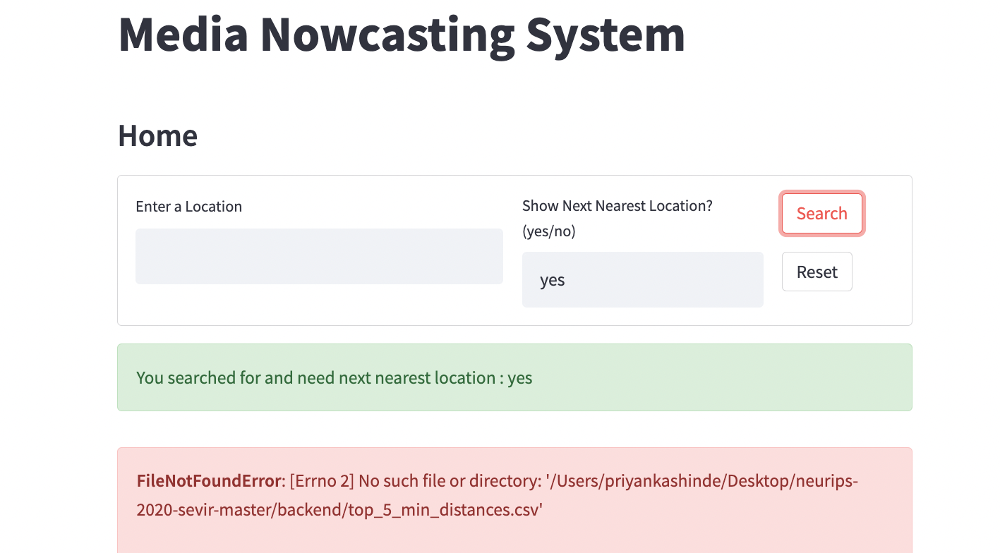 Media Nowcasting System
Home
Enter a Location
Show Next Nearest Location?
(yes/no)
yes
Search
Reset
You searched for and need next nearest location : yes
FileNotFoundError: [Errno 2] No such file or directory: '/Users/priyankashinde/Desktop/neurips-
2020-sevir-master/backend/top_5_min_distances.csv'